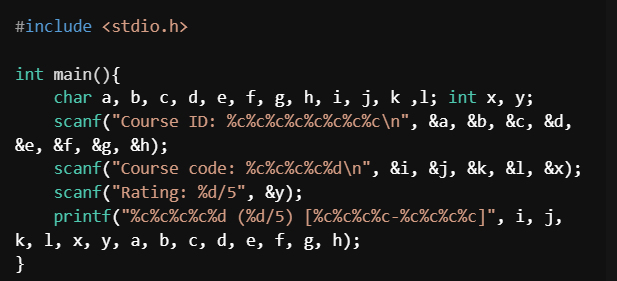 #include <stdio.h>
int main(){
char a, b, c, d, e, f, g, h, i, j, k ,l; int x, y;
scanf("Course ID: %c%c%c%c%c%c%c%c\n", &a, &b, &c, &d,
&e, &f, &g, &h);
scanf("Course code: %c%c%c%c%d\n", &i, &j, &k, &l, &x);
scanf("Rating: %d/5", &y);
printf("%c%c%c%c%d (%d/5) [%c%c%c%c-%c%c%c%c]", i, j,
k, l, x, y, a, b, c, d, e, f, g, h);
}